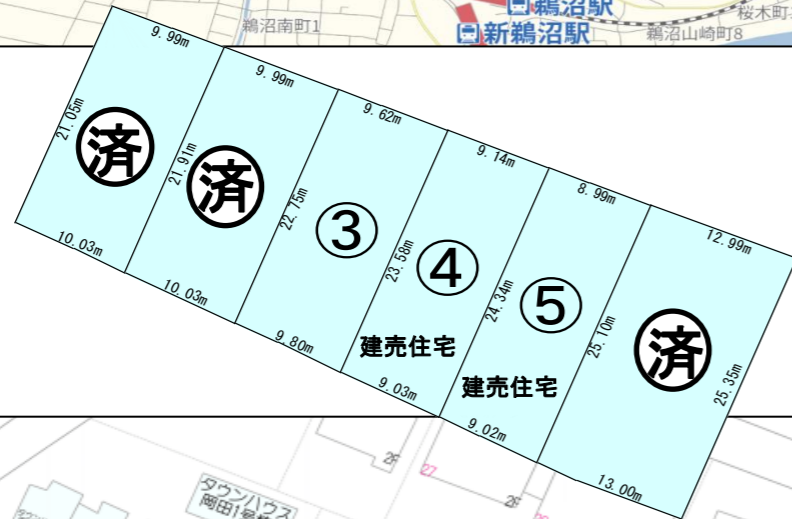 鵜沼駅
新鵜沼駅
鵜沼南町1
桜木町
鵜沼山崎町8
9.99m
9.99m
9.62m
9.14m
8.99m
12.99m
21.05m
済
21.91m
済
22.75m
③
23.58m
④
24.34m
⑤
25.10m
済
25.35m
建売住宅
建売住宅
10.03m
10.03m
9.80m
9.03m
9.02m
13.00m
2F
27
2F
タウンハウス